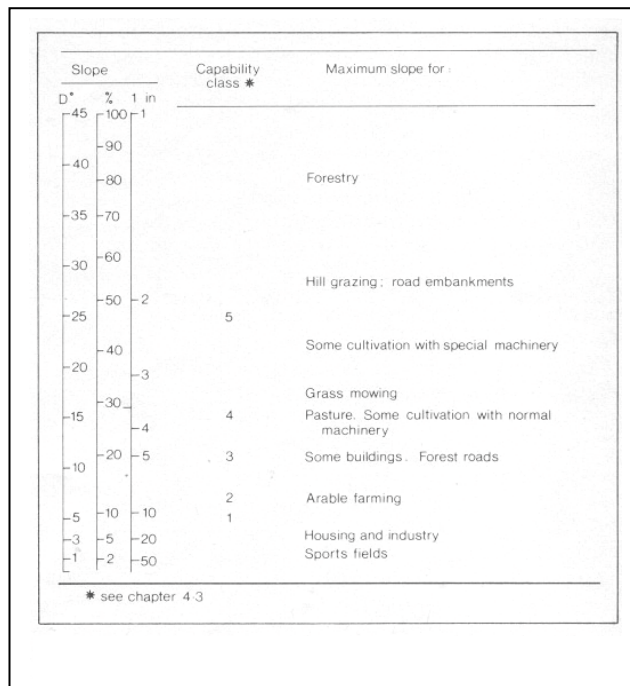 Slope Capability Maximum slope for :
class *
D° % 1 in
45 100 1
90
40
80 Forestry
35 70
60
30
Hill grazing; road embankments
50 2
25 5
40 Some cultivation with special machinery
20 3
Grass mowing
30
15 4 Pasture. Some cultivation with normal
4 machinery
20 5 3 Some buildings. Forest roads
10
2 Arable farming
5 10 10 1
3 5 20 Housing and industry
1 2 50 Sports fields
* see chapter 4·3